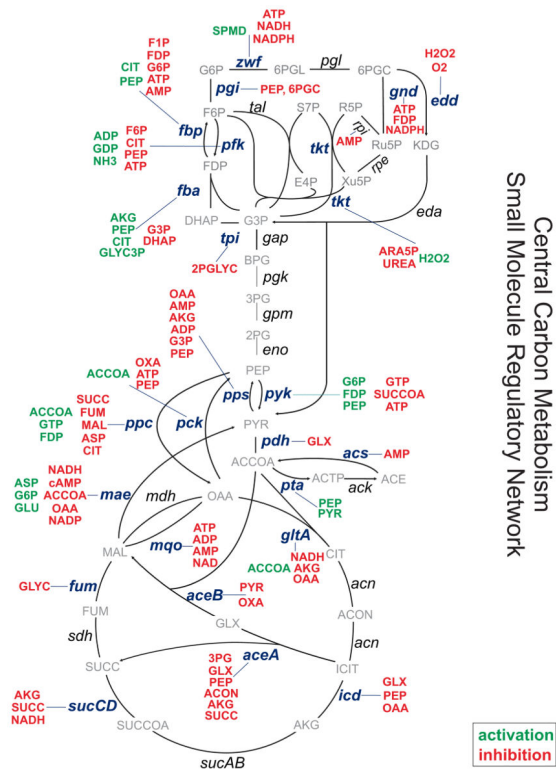 ATP
NADH
NADPH
SPMD
zwf
pgl
G6P
6PGL
6PGC
F1P
FDP
G6P
ATP
AMP
CIT
PEP
pgi
PEP, 6PGC
H2O2
O2
gnd
edd
ATP
FDP
NADPH
fbp
F6P
tal
S7P
R5P
rpi
AMP
Ru5P
KDG
ADP
GDP
NH3
F6P
CIT
PEP
ATP
pfk
tkt
rpe
FDP
E4P
Xu5P
fba
tkt
eda
AKG
PEP
CIT
GLYC3P
G3P
DHAP
DHAP
G3P
tpi
gap
2PGLYC
BPG
ARA5P
UREA
H2O2
pgk
3PG
gpm
2PG
eno
OAA
AMP
AKG
ADP
G3P
PEP
PEP
ACCOA
OXA
ATP
PEP
pps
pyk
G6P
FDP
PEP
GTP
SUCCOA
ATP
pck
ACCOA
GTP
FDP
SUCC
FUM
MAL
ASP
CIT
ppc
PYR
pdh
GLX
acs
AMP
ACCOA
ASP
G6P
GLU
NADH
cAMP
ACCOA
OAA
NADP
mae
mdh
OAA
pta
ACTP
ack
ACE
PEP
PYR
mqo
ATP
ADP
AMP
NAD
gltA
ACCOA
NADH
AKG
OAA
MAL
CIT
GLYC
fum
aceB
PYR
OXA
acn
FUM
GLX
ACON
sdh
acn
aceA
3PG
GLX
PEP
ACON
AKG
SUCC
SUCC
ICIT
AKG
SUCC
NADH
sucCD
icd
GLX
PEP
OAA
SUCCOA
AKG
sucAB
Central Carbon Metabolism
Small Molecule Regulatory Network
activation
inhibition